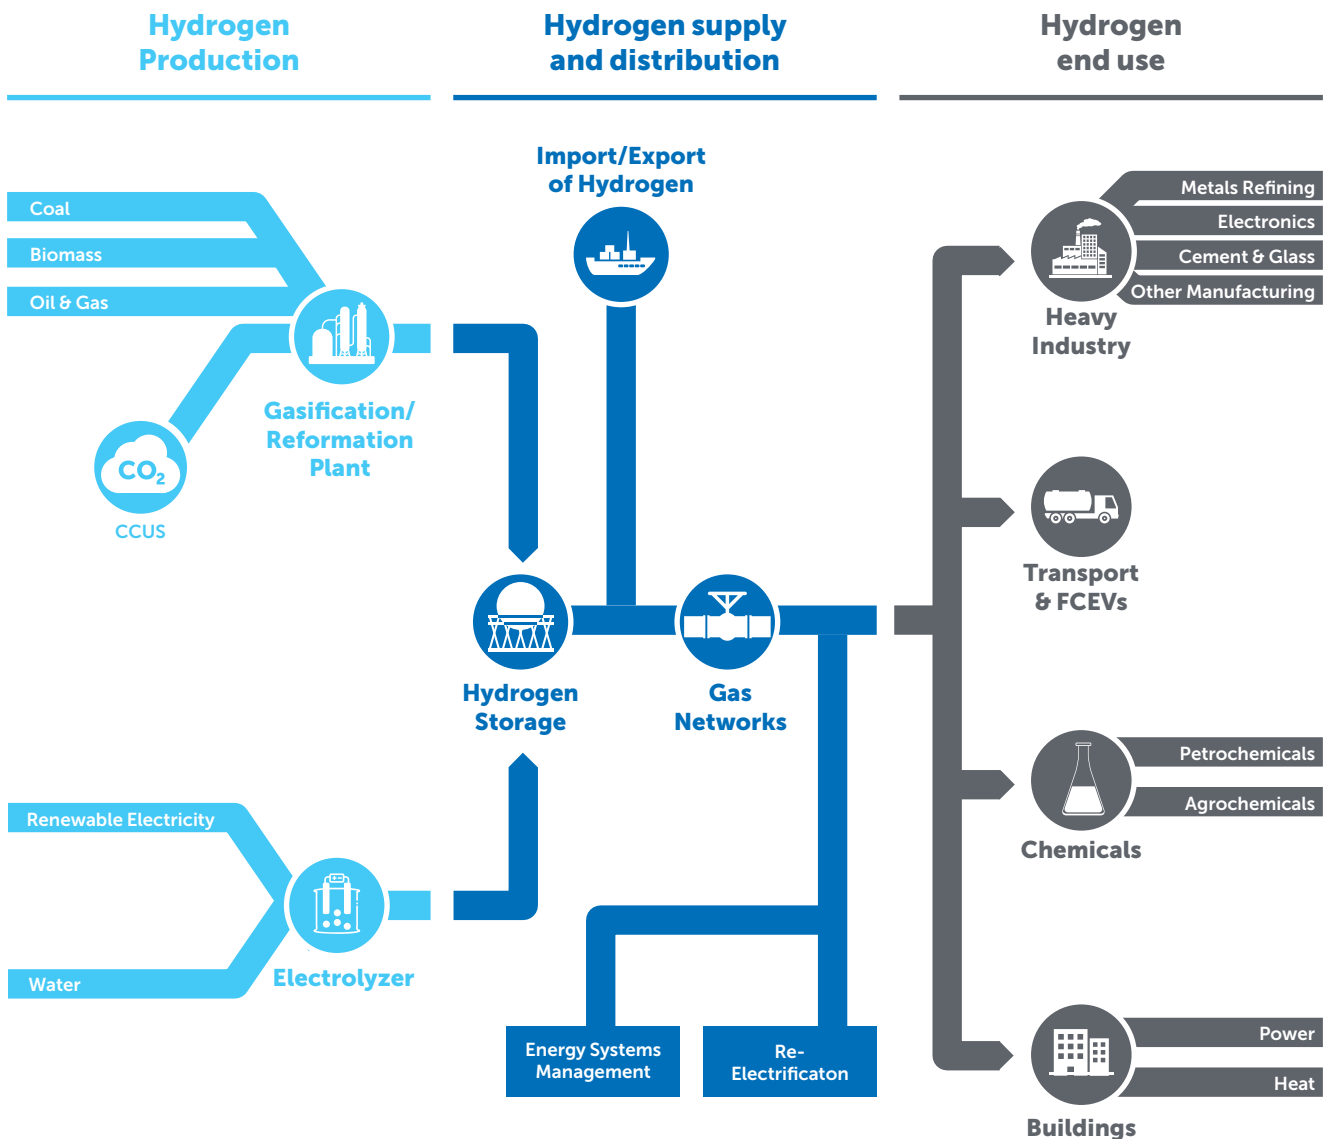 Hydrogen
Production
Hydrogen supply
and distribution
Hydrogen
end use
Coal
Biomass
Oil & Gas
Gasification/
Reformation
Plant
CO₂
CCUS
Renewable Electricity
Water
Electrolyzer
Import/Export
of Hydrogen
Hydrogen
Storage
Gas
Networks
Energy Systems
Management
Re-
Electrificaton
Metals Refining
Electronics
Cement & Glass
Other Manufacturing
Heavy
Industry
Transport
& FCEVs
Petrochemicals
Agrochemicals
Chemicals
Power
Heat
Buildings